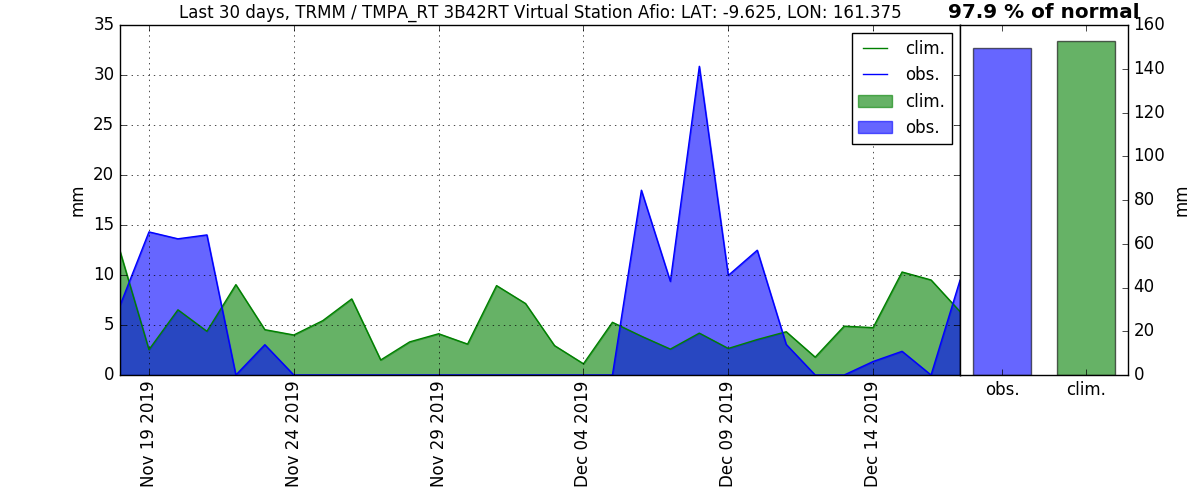 Last 30 days, TRMM / TMPA_RT 3B42RT Virtual Station Afio: LAT: -9.625, LON: 161.375
97.9 % of normal
35
30
25
20
15
10
5
0
mm
clim.
obs.
clim.
obs.
Nov 19 2019
Nov 24 2019
Nov 29 2019
Dec 04 2019
Dec 09 2019
Dec 14 2019
160
140
120
100
80
60
40
20
0
mm
obs.
clim.